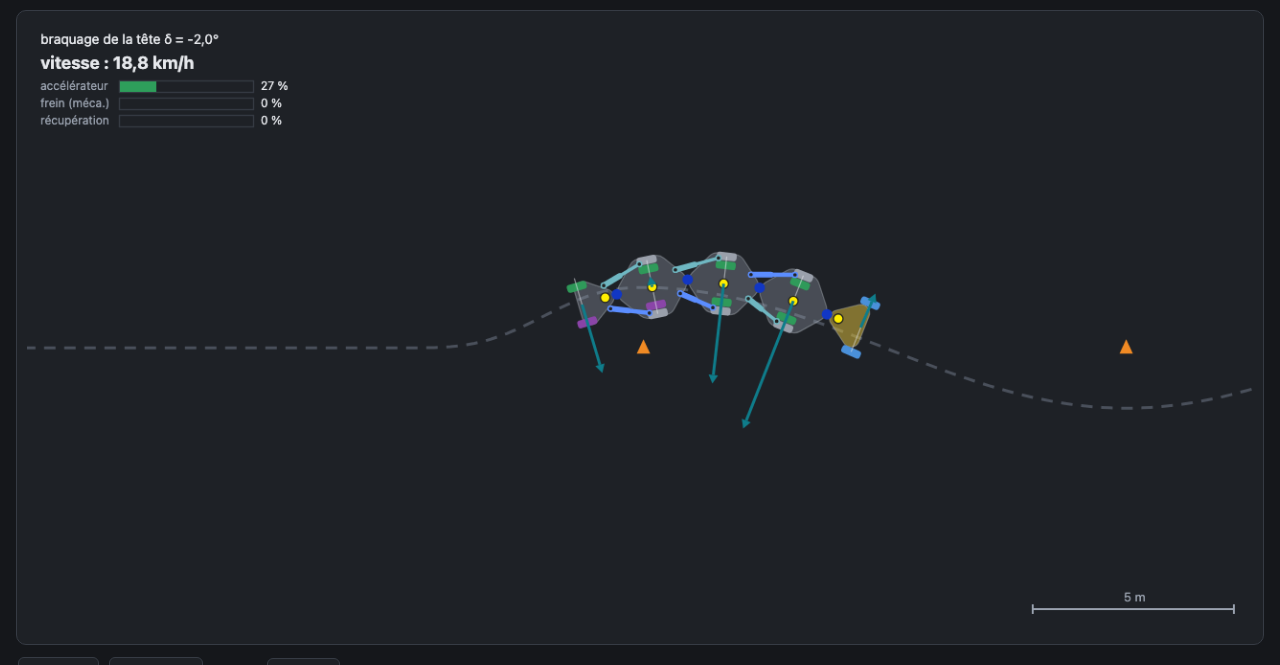 braquage de la tête δ = -2,0°
vitesse : 18,8 km/h
accélérateur 27 %
frein (méca.) 0 %
récupération 0 %
5 m